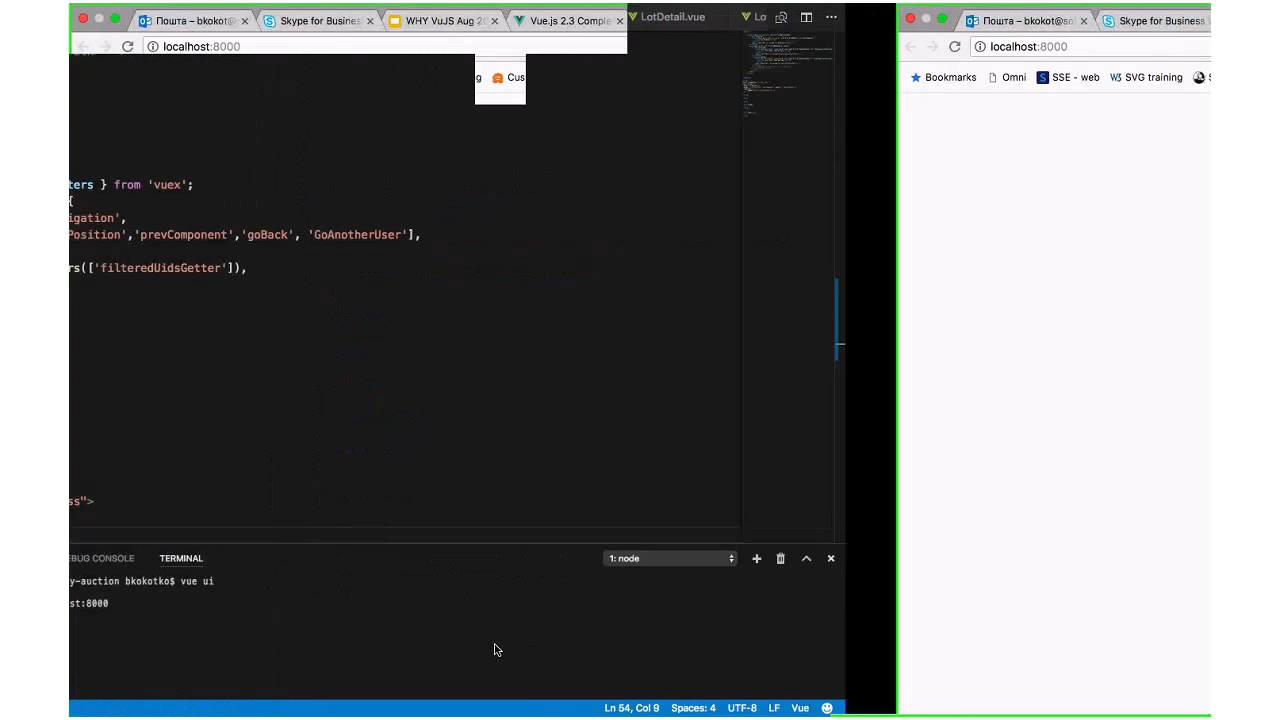 Пошта – bkokot@
Skype for Busines
WHY VuJS Aug 20
Vue.js 2.3 Comple
LotDetail.vue
Lo
localhost:8000
g
Cus
ters } from 'vuex';
{
igation',
Position','prevComponent','goBack', 'GoAnotherUser'],
rs(['filteredUidsGetter']),
ss">
BUG CONSOLE
TERMINAL
1: node
y-auction bkokotko$ vue ui
st:8000
Ln 54, Col 9
Spaces: 4
UTF-8
LF
Vue
Пошта – bkokot@sof
Skype for Business
localhost:8000
Bookmarks
Omni
SSE - web
SVG training
S